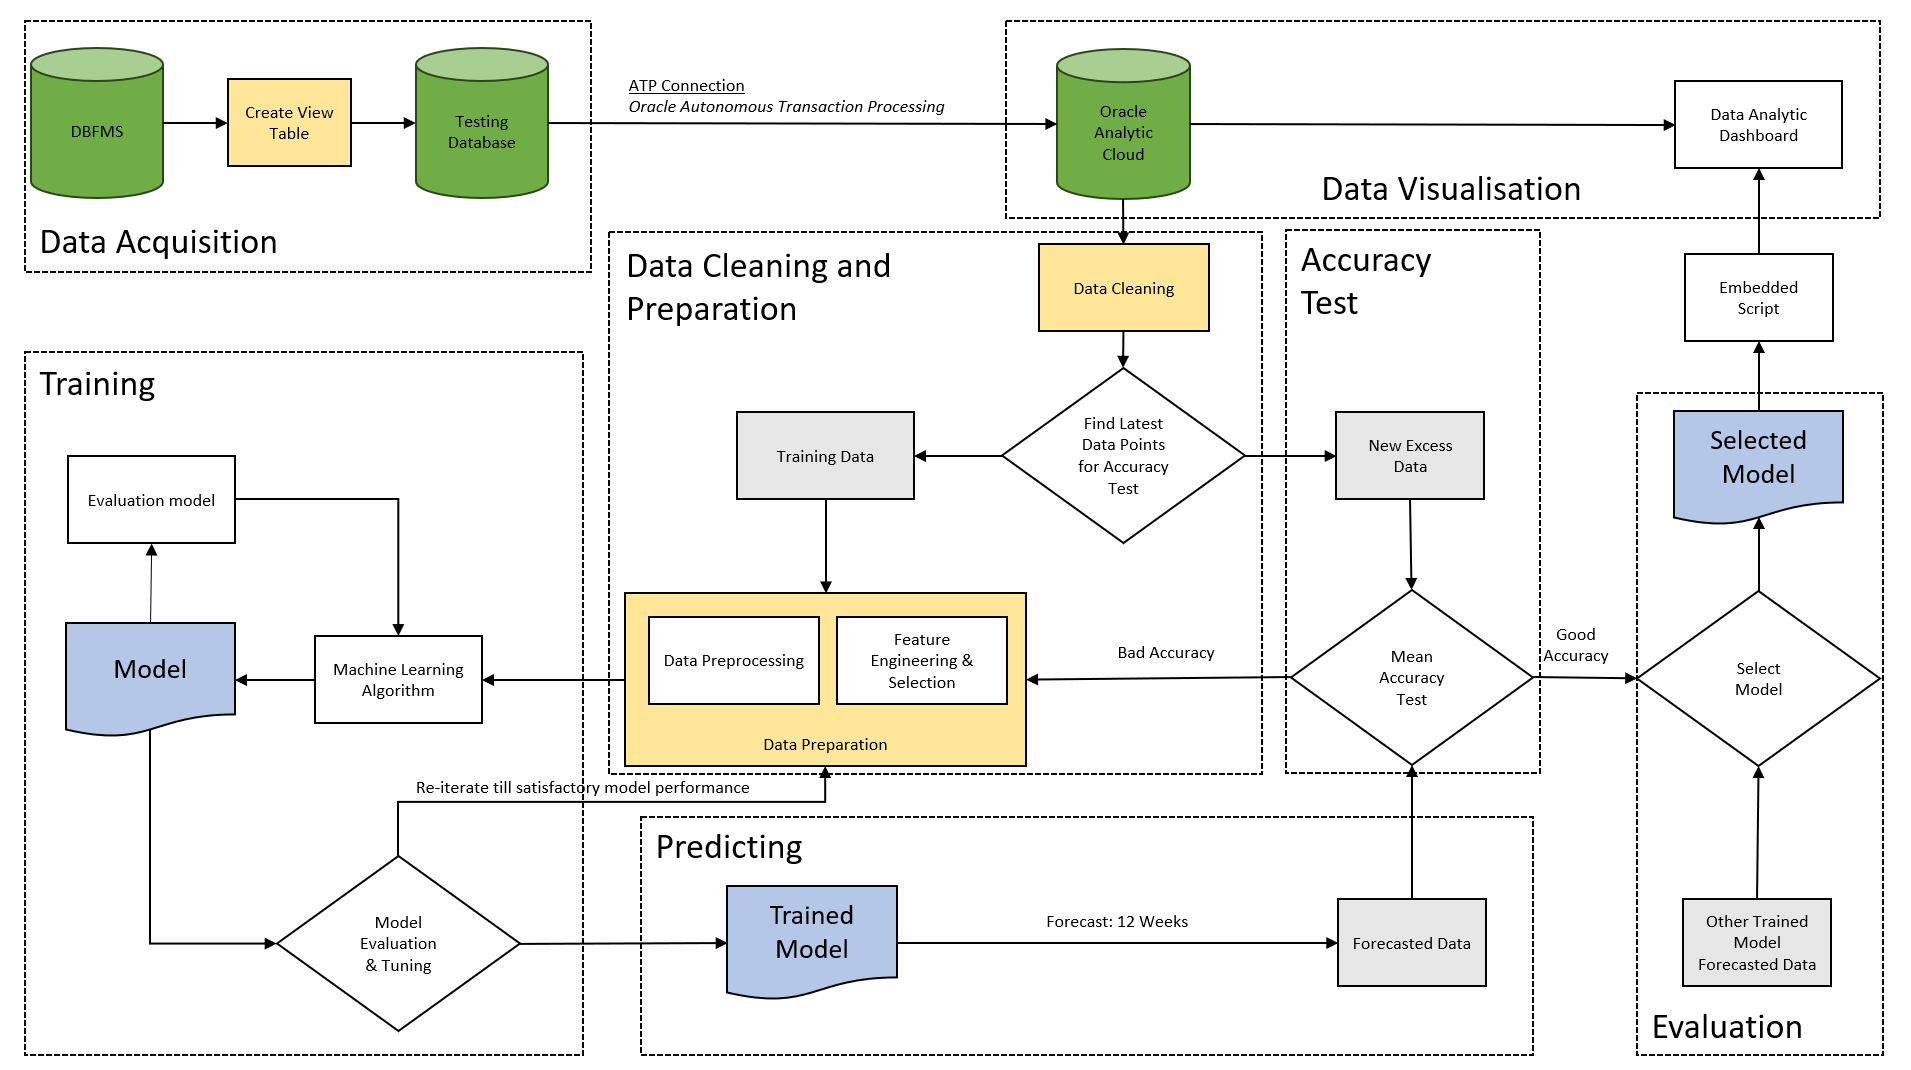 DBFMS
Create View
Table
Testing
Database
Data Acquisition
ATP Connection
Oracle Autonomous Transaction Processing
Oracle
Analytic
Cloud
Data Analytic
Dashboard
Data Visualisation
Data Cleaning and
Preparation
Data Cleaning
Find Latest
Data Points
for Accuracy
Test
Training Data
Data Preprocessing
Feature
Engineering &
Selection
Data Preparation
Accuracy
Test
New Excess
Data
Mean
Accuracy
Test
Bad Accuracy
Good
Accuracy
Embedded
Script
Selected
Model
Select
Model
Other Trained
Model
Forecasted Data
Evaluation
Training
Evaluation model
Model
Machine Learning
Algorithm
Re-iterate till satisfactory model performance
Model
Evaluation
& Tuning
Predicting
Trained
Model
Forecast: 12 Weeks
Forecasted Data